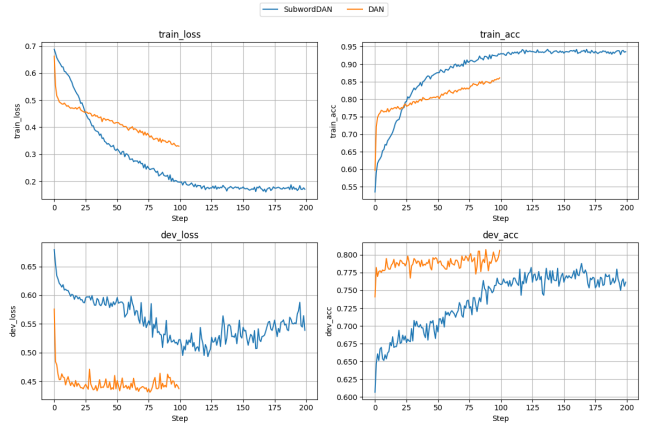 SubwordDAN DAN
train_loss
train_loss
0.7
0.6
0.5
0.4
0.3
0.2
0 25 50 75 100 125 150 175 200
Step
train_acc
train_acc
0.95
0.90
0.85
0.80
0.75
0.70
0.65
0.60
0.55
0 25 50 75 100 125 150 175 200
Step
dev_loss
dev_loss
0.65
0.60
0.55
0.50
0.45
0 25 50 75 100 125 150 175 200
Step
dev_acc
dev_acc
0.800
0.775
0.750
0.725
0.700
0.675
0.650
0.625
0.600
0 25 50 75 100 125 150 175 200
Step